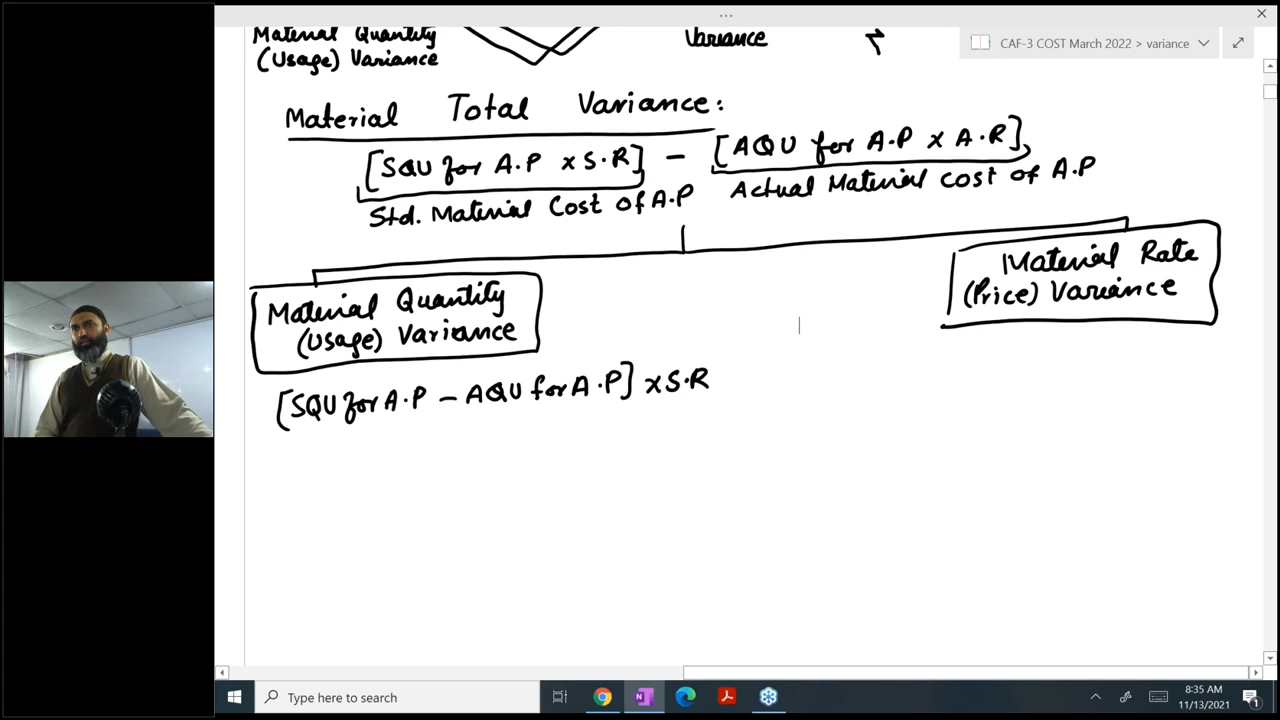 ...
CAF-3 COST March 2022 > variance
Material Quantity
(Usage) Variance
Variance
Material Total Variance:
[SQU for A.P x S.R] - [AQU for A.P x A.R]
Std. Material Cost of A.P
Actual Material Cost of A.P
Material Quantity
(Usage) Variance
Material Rate
(Price) Variance
[SQU for A.P - AQU for A.P] x S.R
Type here to search
8:35 AM
11/13/2021
1